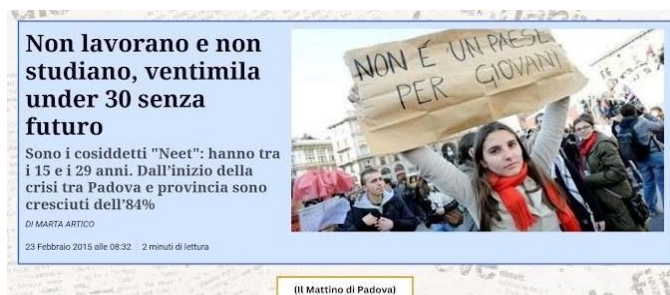 Non lavorano e non
studiano, ventimila
under 30 senza
futuro
Sono i cosiddetti "Neet": hanno tra
i 15 e i 29 anni. Dall'inizio della
crisi tra Padova e provincia sono
cresciuti dell'84%
DI MARTA ARTICO
23 Febbraio 2015 alle 08:32 2 minuti di lettura
NON É UN PAESE
PER GIOVANI
(Il Mattino di Padova)